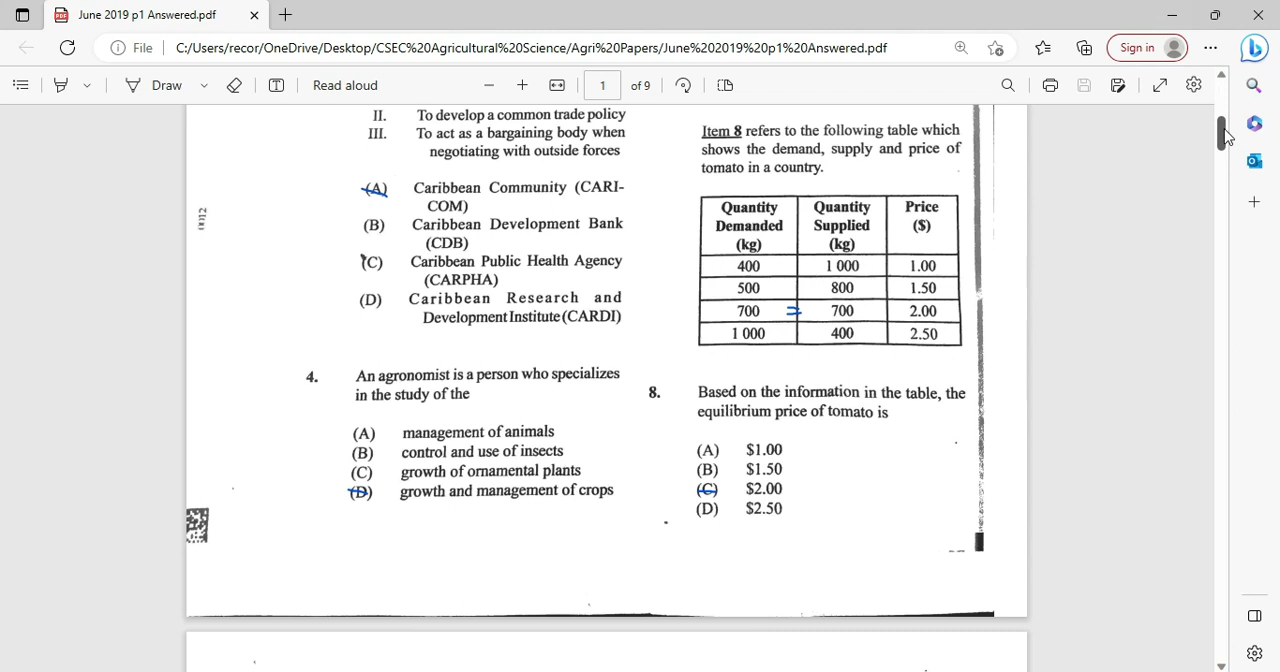 June 2019 p1 Answered.pdf
File
C:/Users/recor/OneDrive/Desktop/CSEC%20Agricultural%20Science/Agri%20Papers/June%202019%20p1%20Answered.pdf
Sign in
Draw
Read aloud
1
of 9
II. To develop a common trade policy
III. To act as a bargaining body when
negotiating with outside forces
(A) Caribbean Community (CARI-
COM)
(B) Caribbean Development Bank
(CDB)
(C) Caribbean Public Health Agency
(CARPHA)
(D) Caribbean Research and
Development Institute (CARDI)
4. An agronomist is a person who specializes
in the study of the
(A) management of animals
(B) control and use of insects
(C) growth of ornamental plants
(D) growth and management of crops
Item 8 refers to the following table which
shows the demand, supply and price of
tomato in a country.
Quantity Quantity Price
Demanded Supplied ($)
(kg) (kg)
400 1 000 1.00
500 800 1.50
700 = 700 2.00
1 000 400 2.50
8. Based on the information in the table, the
equilibrium price of tomato is
(A) $1.00
(B) $1.50
(C) $2.00
(D) $2.50